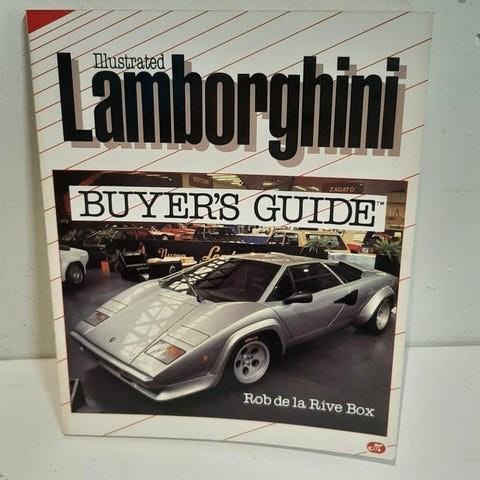 Illustrated
Lamborghini
ZAGATO
BUYER'S GUIDE™
Rob de la Rive Box
M